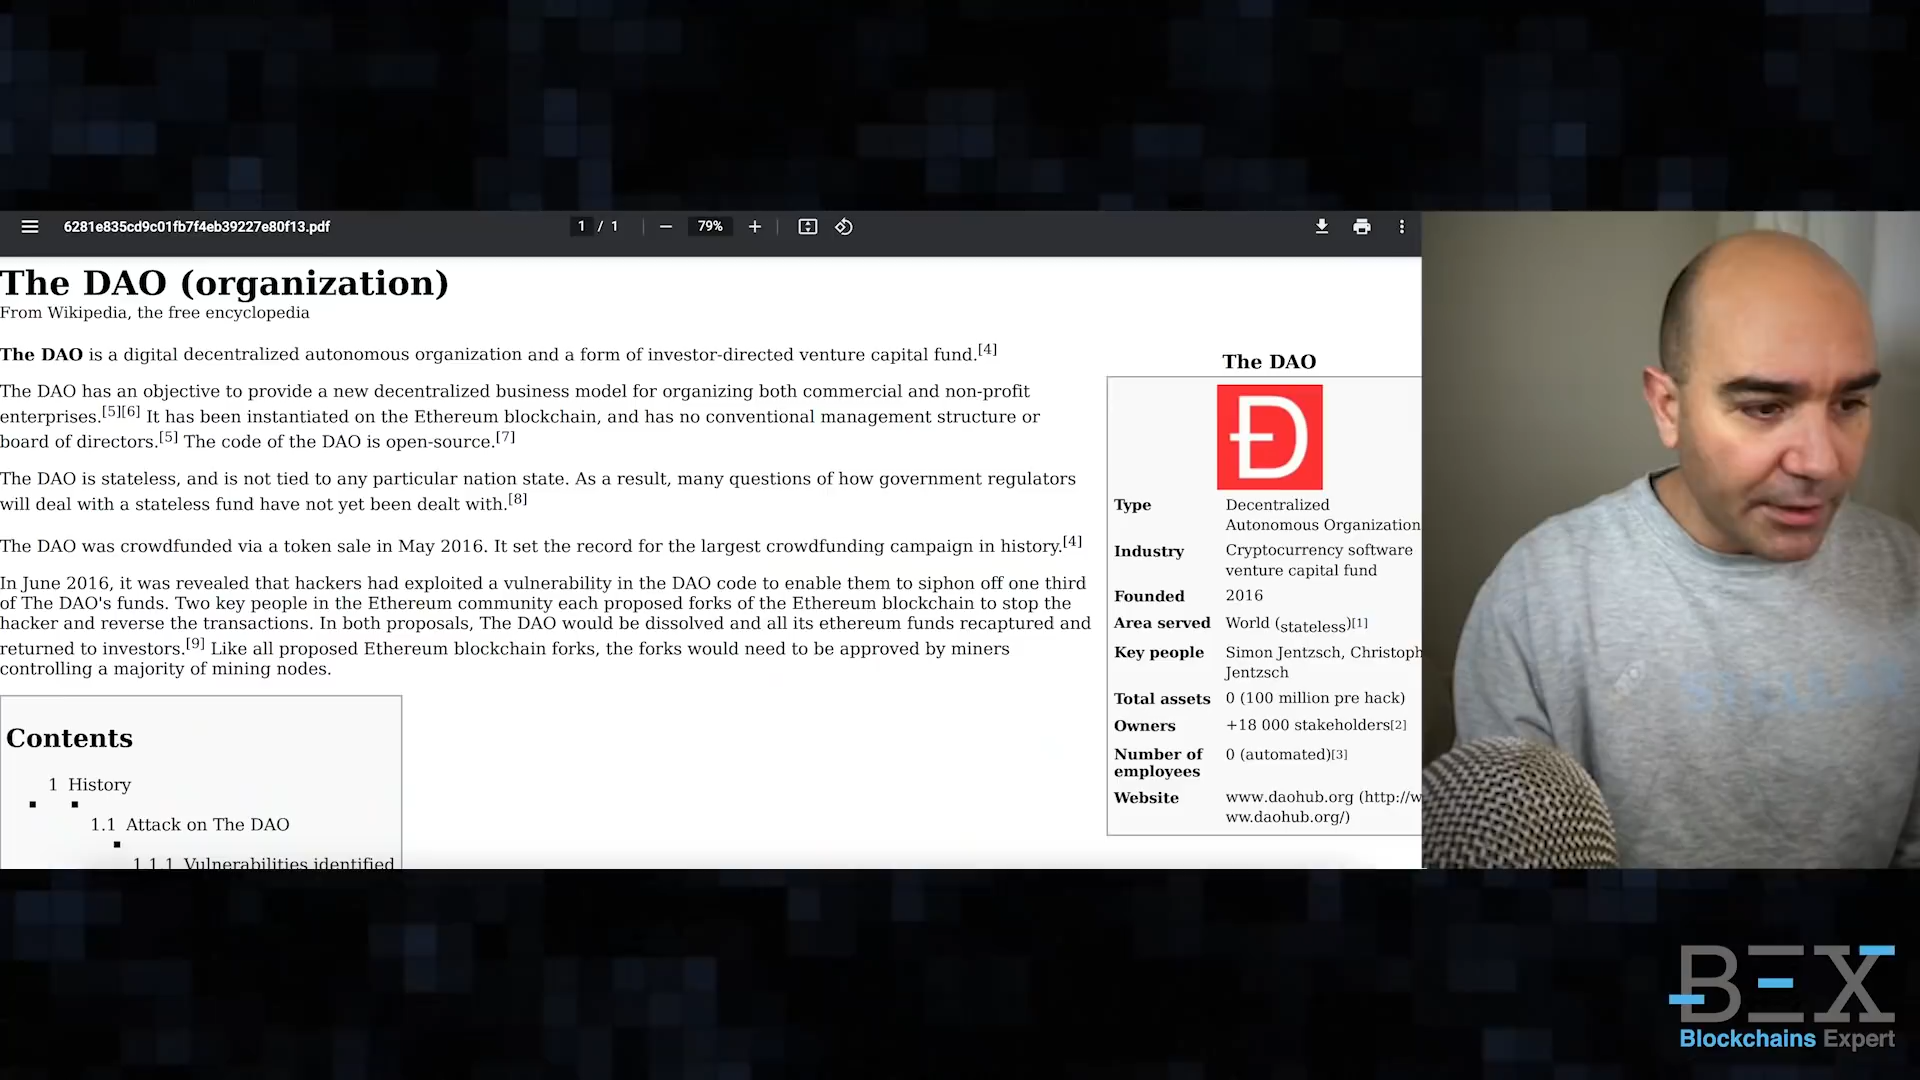 6281e835cd9c01fb7f4eb39227e80f13.pdf
1 / 1
79%
The DAO (organization)
From Wikipedia, the free encyclopedia
The DAO is a digital decentralized autonomous organization and a form of investor-directed venture capital fund.[4]
The DAO has an objective to provide a new decentralized business model for organizing both commercial and non-profit
enterprises.[5][6] It has been instantiated on the Ethereum blockchain, and has no conventional management structure or
board of directors.[5] The code of the DAO is open-source.[7]
The DAO is stateless, and is not tied to any particular nation state. As a result, many questions of how government regulators
will deal with a stateless fund have not yet been dealt with.[8]
The DAO was crowdfunded via a token sale in May 2016. It set the record for the largest crowdfunding campaign in history.[4]
In June 2016, it was revealed that hackers had exploited a vulnerability in the DAO code to enable them to siphon off one third
of The DAO's funds. Two key people in the Ethereum community each proposed forks of the Ethereum blockchain to stop the
hacker and reverse the transactions. In both proposals, The DAO would be dissolved and all its ethereum funds recaptured and
returned to investors.[9] Like all proposed Ethereum blockchain forks, the forks would need to be approved by miners
controlling a majority of mining nodes.
Contents
1 History
1.1 Attack on The DAO
1.1.1 Vulnerabilities identified
The DAO
Đ
Type Decentralized
Autonomous Organization
Industry Cryptocurrency software
venture capital fund
Founded 2016
Area served World (stateless)[1]
Key people Simon Jentzsch, Christoph
Jentzsch
Total assets 0 (100 million pre hack)
Owners +18 000 stakeholders[2]
Number of 0 (automated)[3]
employees
Website www.daohub.org (http://w
ww.daohub.org/)
BEX
Blockchains Expert